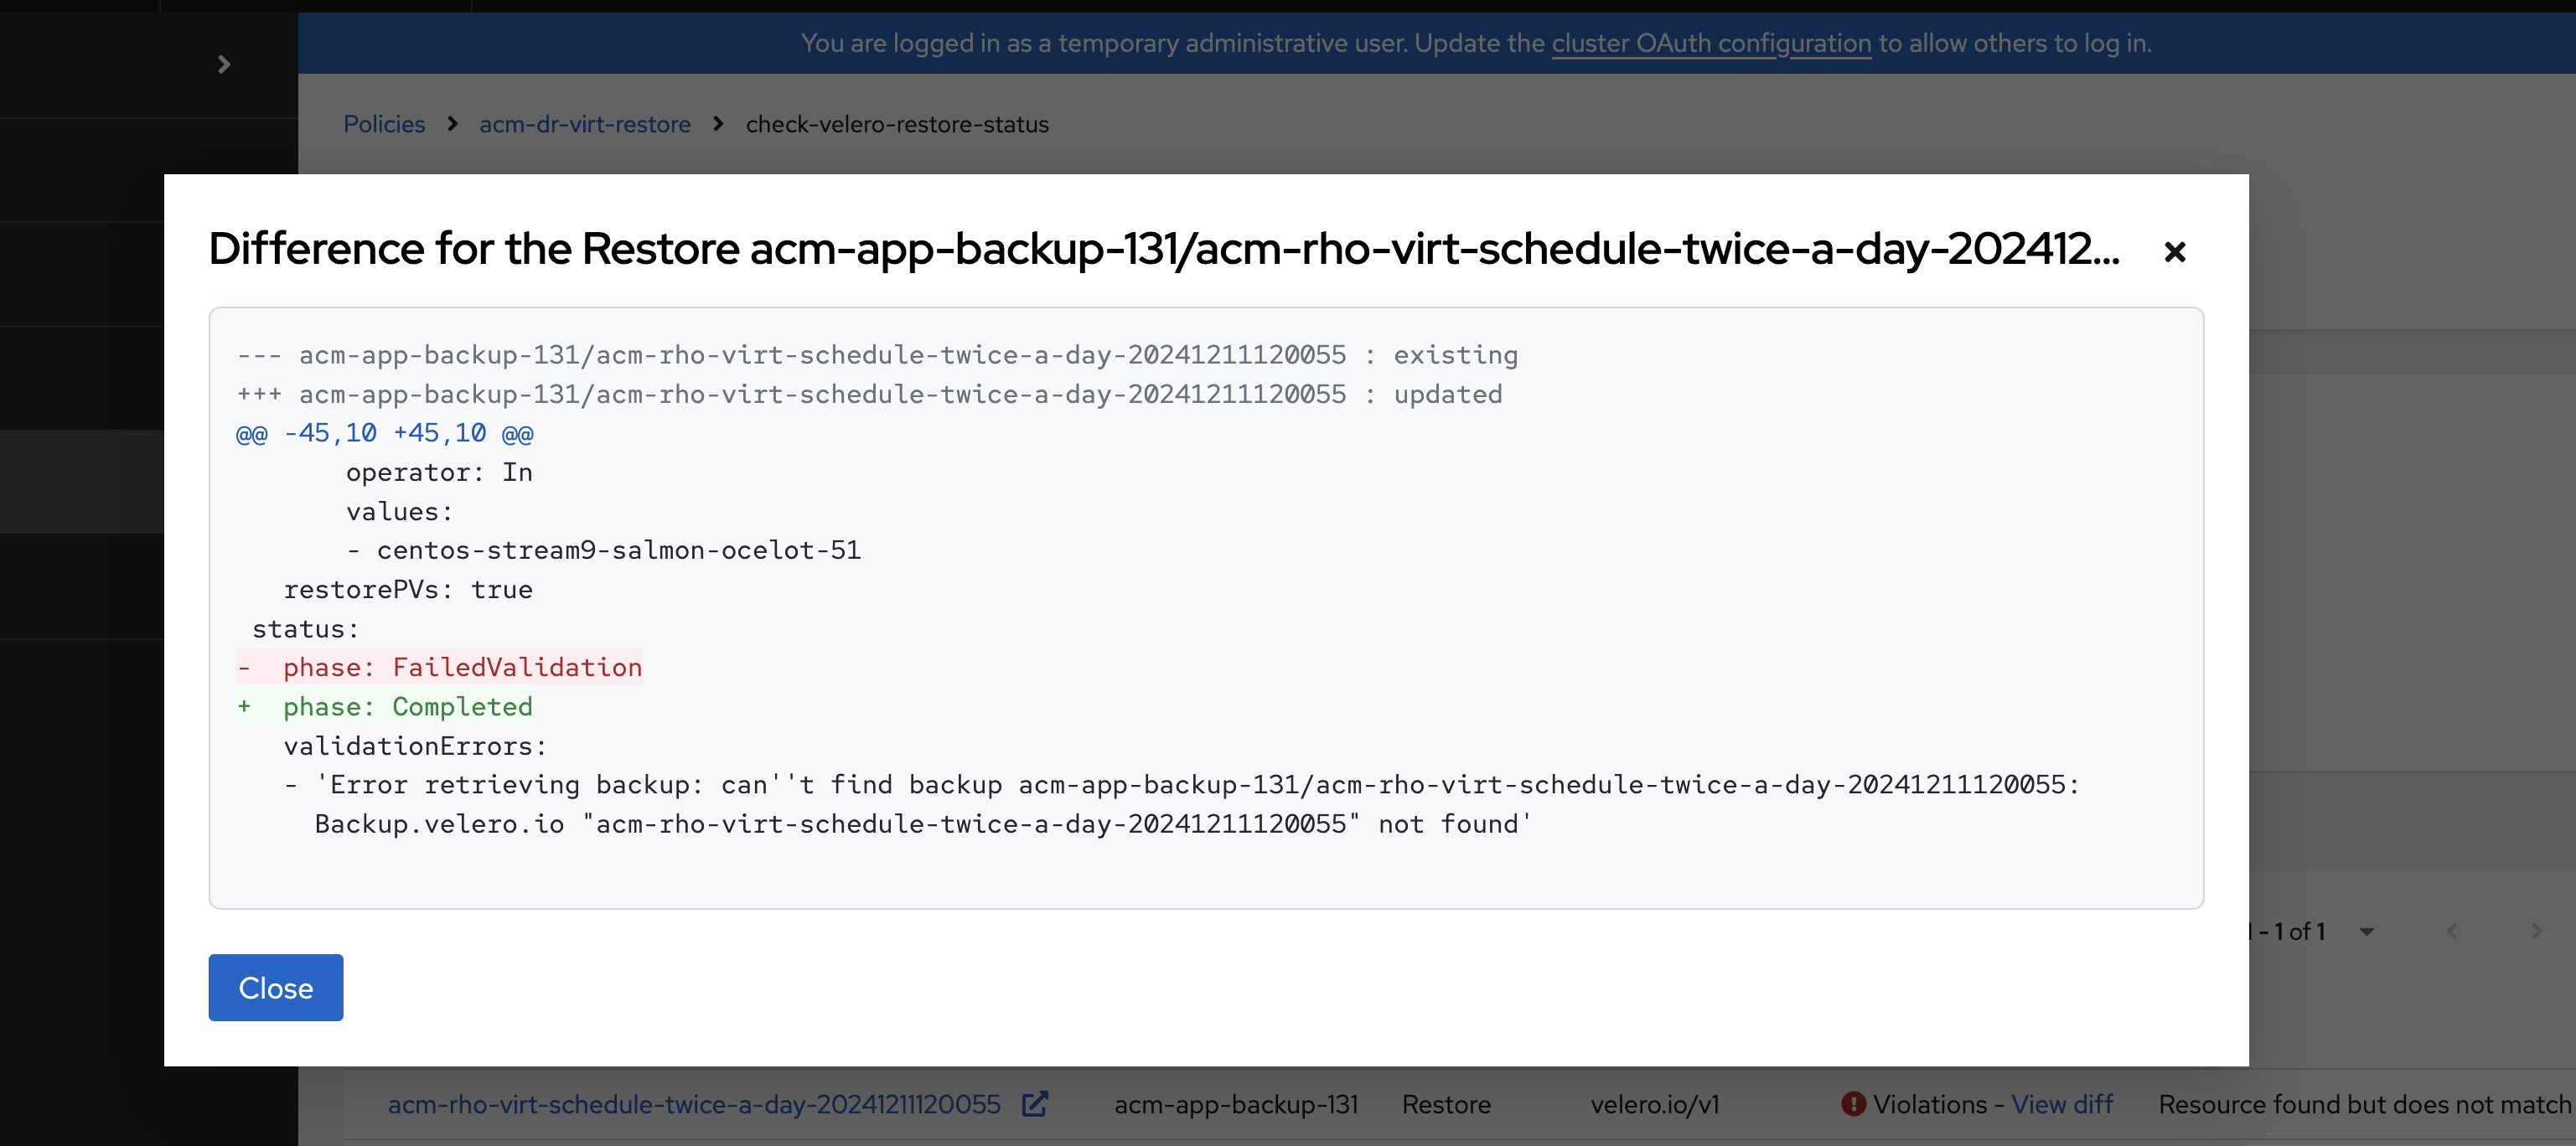 You are logged in as a temporary administrative user. Update the cluster OAuth configuration to allow others to log in.
Policies > acm-dr-virt-restore > check-velero-restore-status
Difference for the Restore acm-app-backup-131/acm-rho-virt-schedule-twice-a-day-202412...
--- acm-app-backup-131/acm-rho-virt-schedule-twice-a-day-20241211120055 : existing
+++ acm-app-backup-131/acm-rho-virt-schedule-twice-a-day-20241211120055 : updated
@@ -45,10 +45,10 @@
operator: In
values:
- centos-stream9-salmon-ocelot-51
restorePVs: true
status:
- phase: FailedValidation
+ phase: Completed
validationErrors:
- 'Error retrieving backup: can''t find backup acm-app-backup-131/acm-rho-virt-schedule-twice-a-day-20241211120055:
Backup.velero.io "acm-rho-virt-schedule-twice-a-day-20241211120055" not found'
- 1 of 1
Close
acm-rho-virt-schedule-twice-a-day-20241211120055 acm-app-backup-131 Restore velero.io/v1 Violations - View diff Resource found but does not match